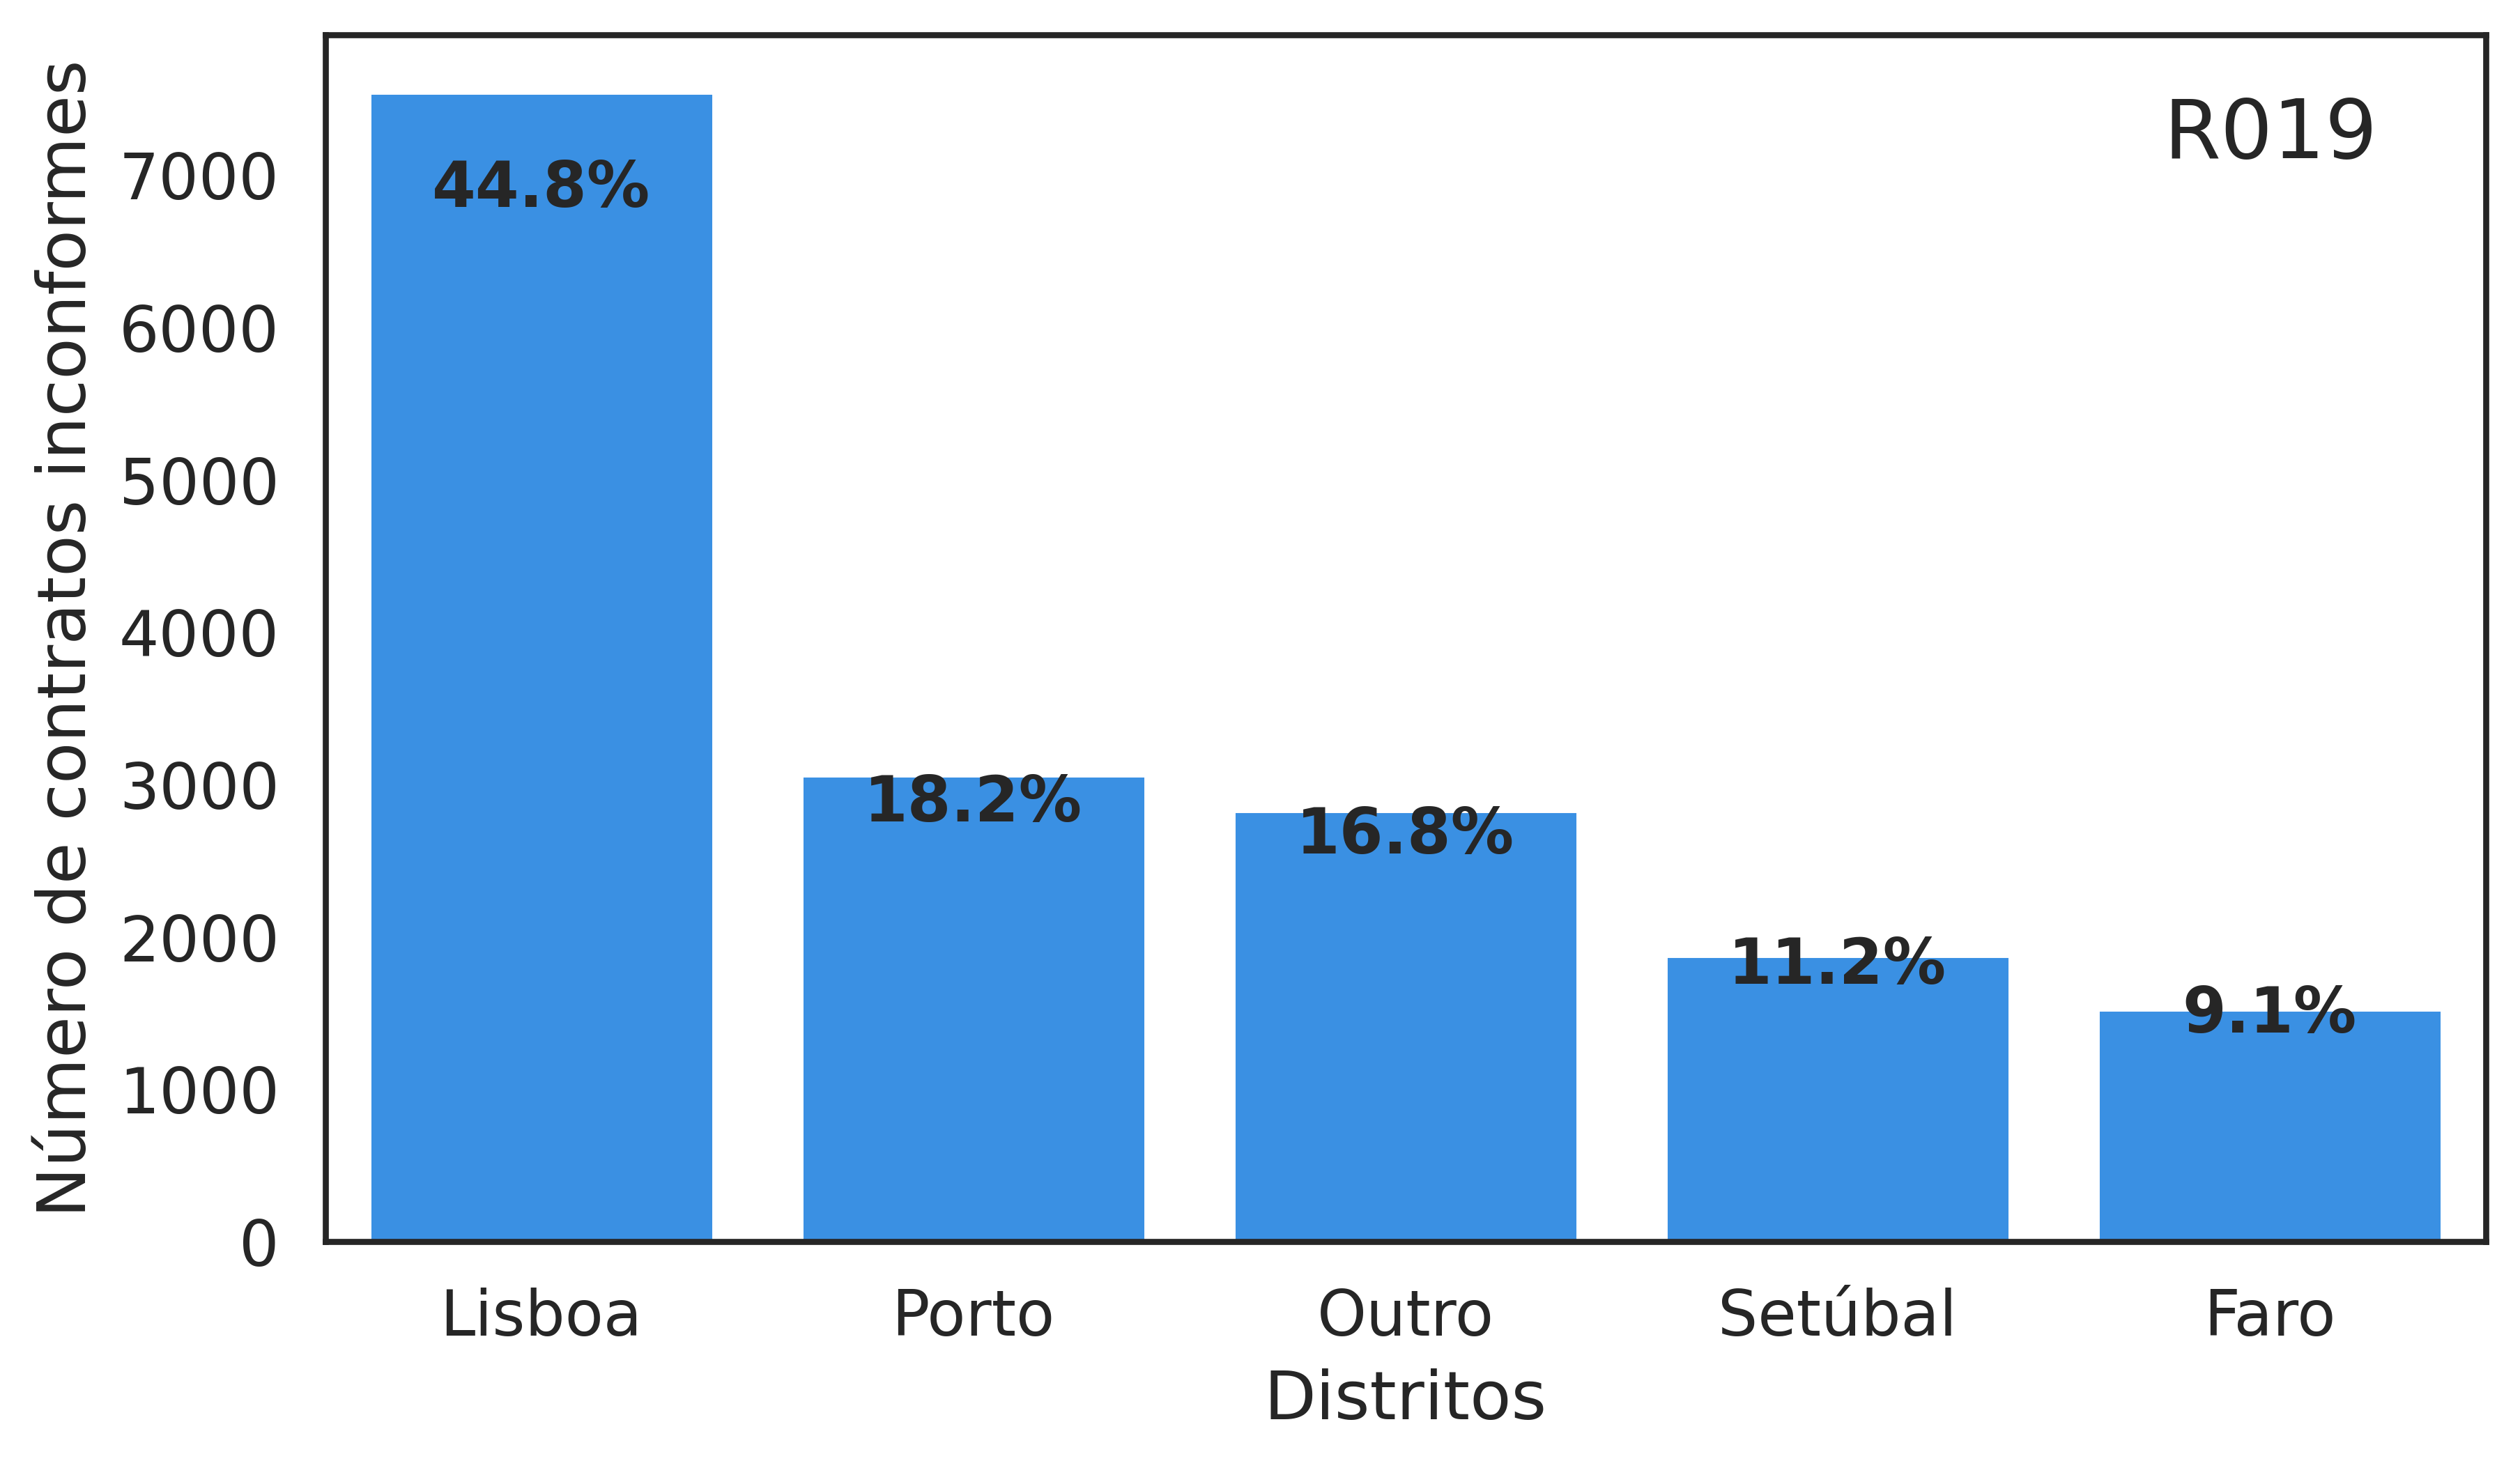 Número de contratos inconformes
7000
6000
5000
4000
3000
2000
1000
0
R019
44.8%
18.2%
16.8%
11.2%
9.1%
Lisboa
Porto
Outro
Setúbal
Faro
Distritos